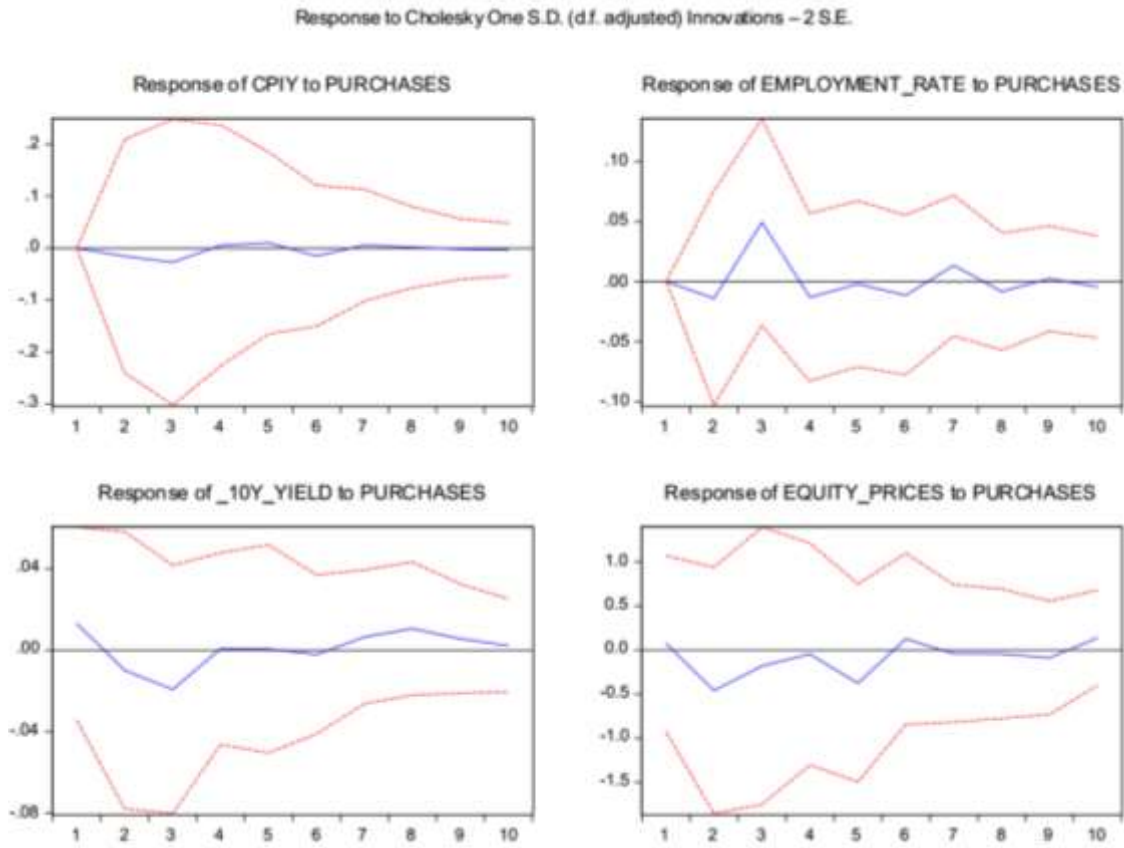 Response to Cholesky One S.D. (d.f. adjusted) Innovations – 2 S.E.
Response of CPIY to PURCHASES
.2
.1
.0
-.1
-.2
-.3
1 2 3 4 5 6 7 8 9 10
Response of EMPLOYMENT_RATE to PURCHASES
.10
.05
.00
-.05
-.10
1 2 3 4 5 6 7 8 9 10
Response of _10Y_YIELD to PURCHASES
.04
.00
-.04
-.08
1 2 3 4 5 6 7 8 9 10
Response of EQUITY_PRICES to PURCHASES
1.0
0.5
0.0
-0.5
-1.0
-1.5
1 2 3 4 5 6 7 8 9 10